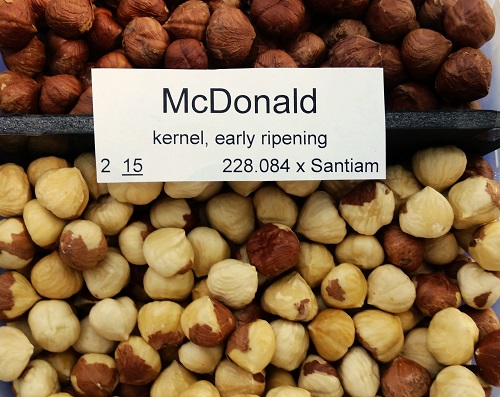 McDonald
kernel, early ripening
2 15 228.084 x Santiam